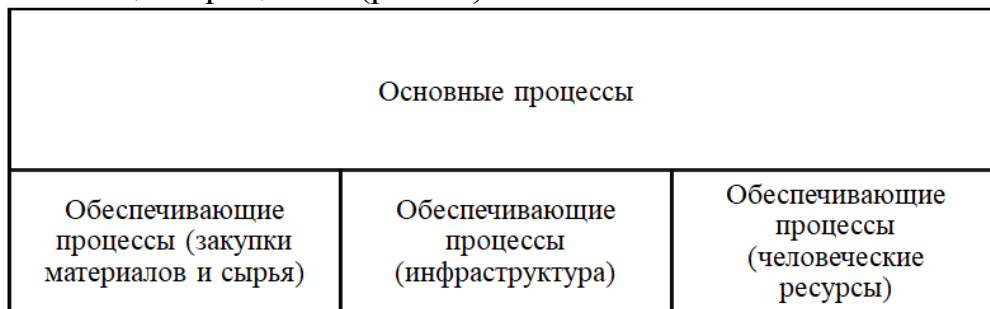 Основные процессы
Обеспечивающие
процессы (закупки
материалов и сырья)
Обеспечивающие
процессы
(инфраструктура)
Обеспечивающие
процессы
(человеческие
ресурсы)